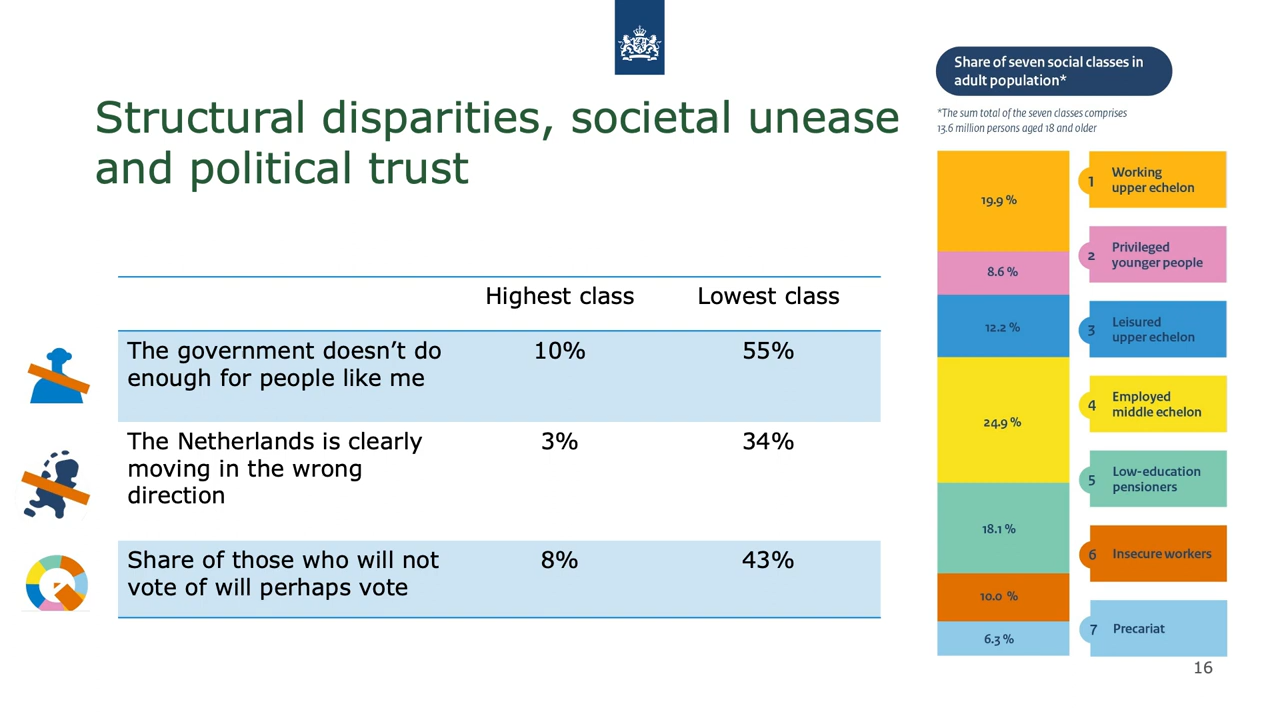 Structural disparities, societal unease
and political trust
Highest class Lowest class
The government doesn’t do
enough for people like me
10% 55%
The Netherlands is clearly
moving in the wrong
direction
3% 34%
Share of those who will not
vote of will perhaps vote
8% 43%
Share of seven social classes in
adult population*
*The sum total of the seven classes comprises
13.6 million persons aged 18 and older
19.9 %
8.6 %
12.2 %
24.9 %
18.1 %
10.0 %
6.3 %
1 Working
upper echelon
2 Privileged
younger people
3 Leisured
upper echelon
4 Employed
middle echelon
5 Low-education
pensioners
6 Insecure workers
7 Precariat
16